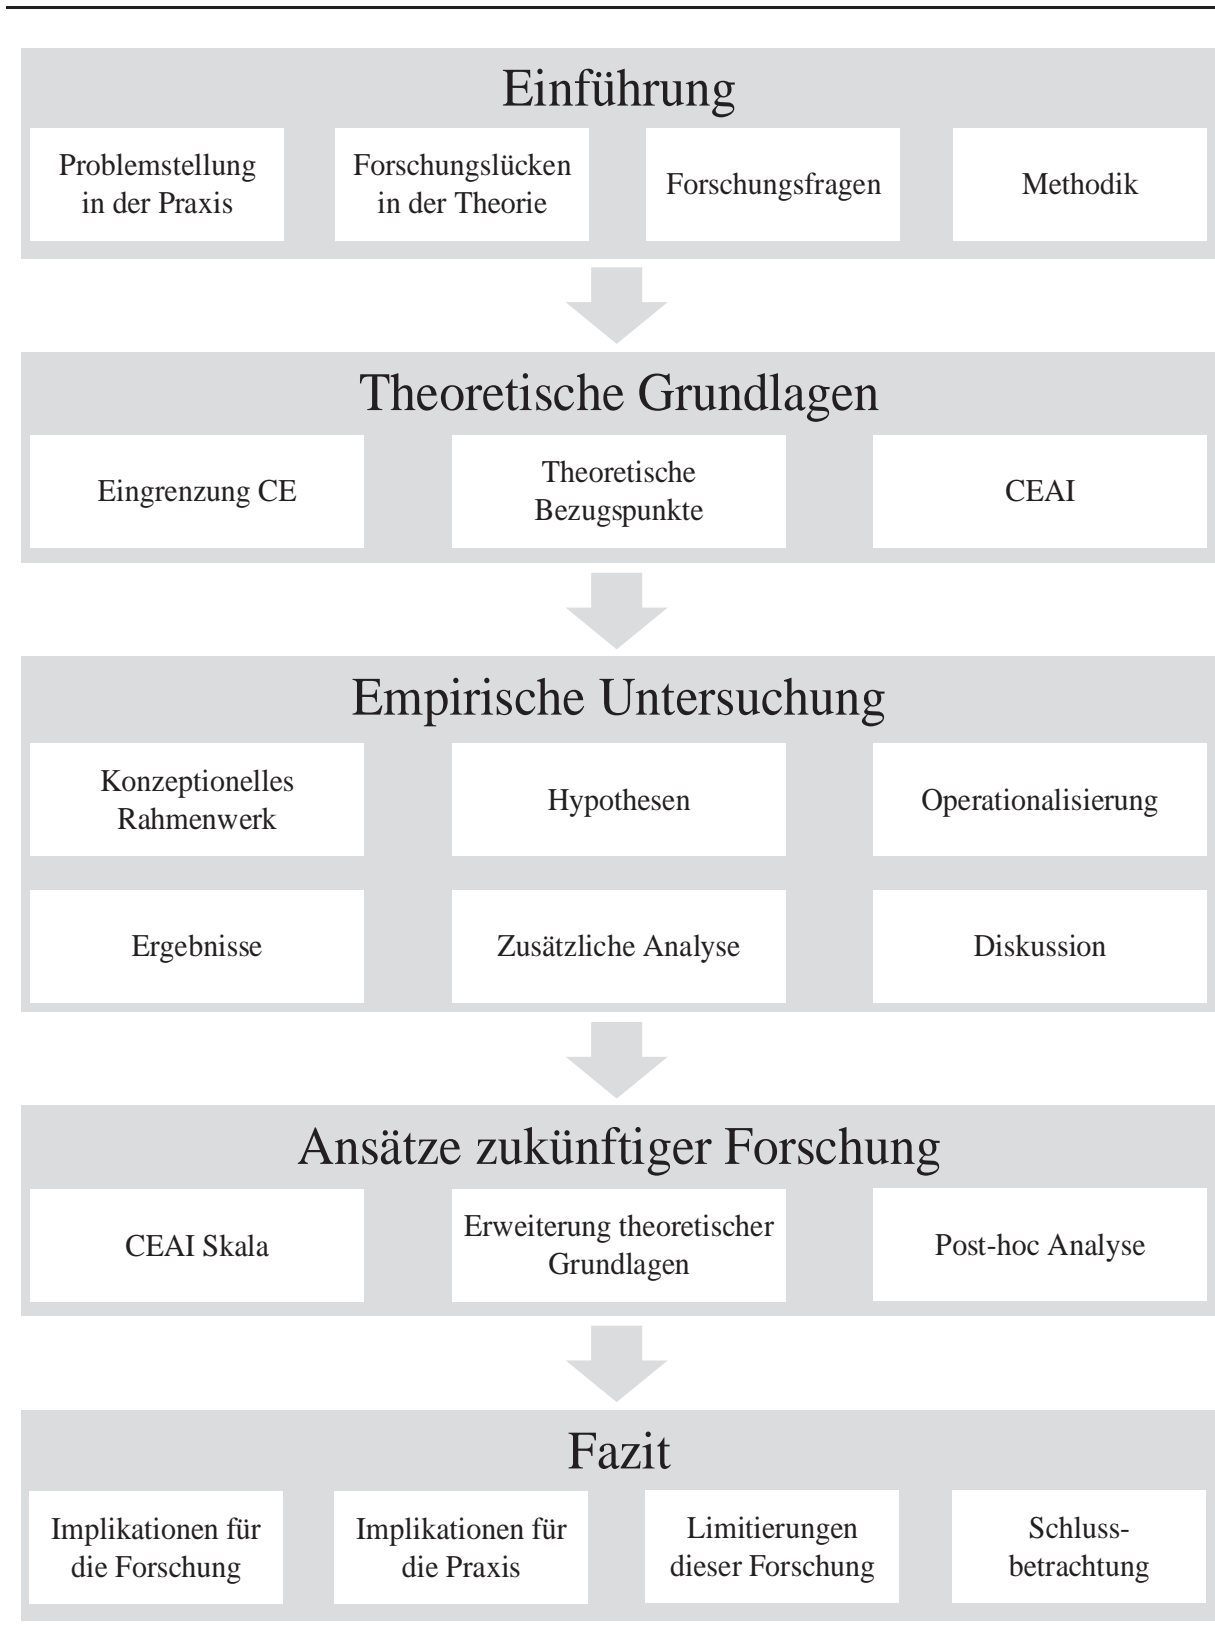 Einführung
Problemstellung
in der Praxis
Forschungslücken
in der Theorie
Forschungsfragen
Methodik
Theoretische Grundlagen
Eingrenzung CE
Theoretische
Bezugspunkte
CEAI
Empirische Untersuchung
Konzeptionelles
Rahmenwerk
Hypothesen
Operationalisierung
Ergebnisse
Zusätzliche Analyse
Diskussion
Ansätze zukünftiger Forschung
CEAI Skala
Erweiterung theoretischer
Grundlagen
Post-hoc Analyse
Fazit
Implikationen für
die Forschung
Implikationen für
die Praxis
Limitierungen
dieser Forschung
Schluss-
betrachtung